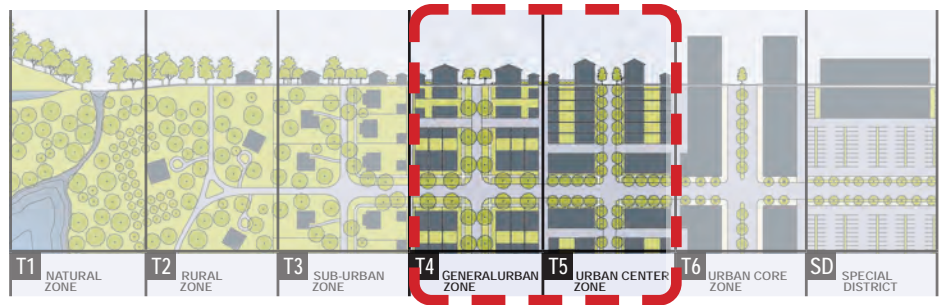 T1 NATURAL
ZONE
T2 RURAL
ZONE
T3 SUB-URBAN
ZONE
T4 GENERALURBAN
ZONE
T5 URBAN CENTER
ZONE
T6 URBAN CORE
ZONE
SD SPECIAL
DISTRICT